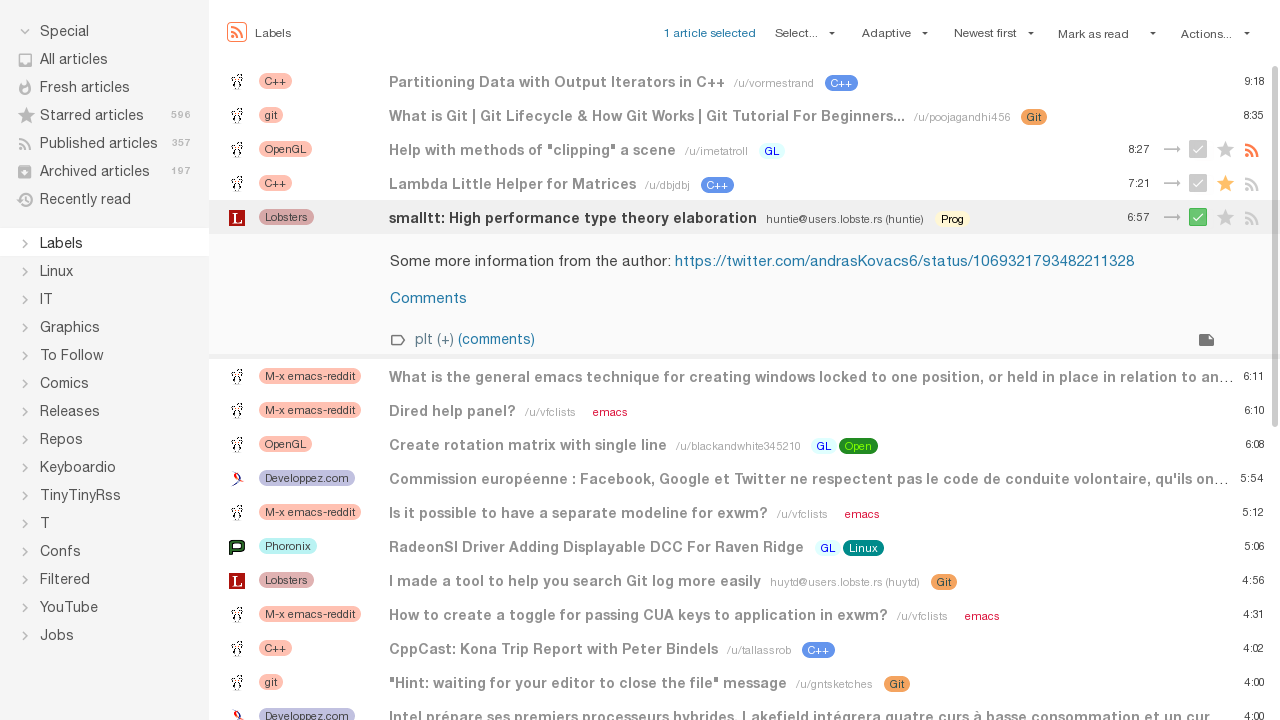 Special
All articles
Fresh articles
Starred articles 596
Published articles 357
Archived articles 197
Recently read
Labels
Linux
IT
Graphics
To Follow
Comics
Releases
Repos
Keyboardio
TinyTinyRss
T
Confs
Filtered
YouTube
Jobs
Labels 1 article selected Select... Adaptive Newest first Mark as read Actions...
C++ Partitioning Data with Output Iterators in C++ /u/vormestrand C++ 9:18
git What is Git | Git Lifecycle & How Git Works | Git Tutorial For Beginners... /u/poojagandhi456 Git 8:35
OpenGL Help with methods of "clipping" a scene /u/imetatroll GL 8:27
C++ Lambda Little Helper for Matrices /u/dbjdbj C++ 7:21
Lobsters smalltt: High performance type theory elaboration huntie@users.lobste.rs (huntie) Prog 6:57
Some more information from the author: https://twitter.com/andrasKovacs6/status/1069321793482211328
Comments
plt (+) (comments)
M-x emacs-reddit What is the general emacs technique for creating windows locked to one position, or held in place in relation to an... 6:11
M-x emacs-reddit Dired help panel? /u/vfclists emacs 6:10
OpenGL Create rotation matrix with single line /u/blackandwhite345210 GL Open 6:08
Developpez.com Commission européenne : Facebook, Google et Twitter ne respectent pas le code de conduite volontaire, qu'ils on... 5:54
M-x emacs-reddit Is it possible to have a separate modeline for exwm? /u/vfclists emacs 5:12
Phoronix RadeonSI Driver Adding Displayable DCC For Raven Ridge GL Linux 5:06
Lobsters I made a tool to help you search Git log more easily huytd@users.lobste.rs (huytd) Git 4:56
M-x emacs-reddit How to create a toggle for passing CUA keys to application in exwm? /u/vfclists emacs 4:31
C++ CppCast: Kona Trip Report with Peter Bindels /u/tallassrob C++ 4:02
git "Hint: waiting for your editor to close the file" message /u/gntsketches Git 4:00
Developpez.com Intel prépare ses premiers processeurs hybrides, Lakefield intégrera quatre curs à basse consommation et un cur 4:00